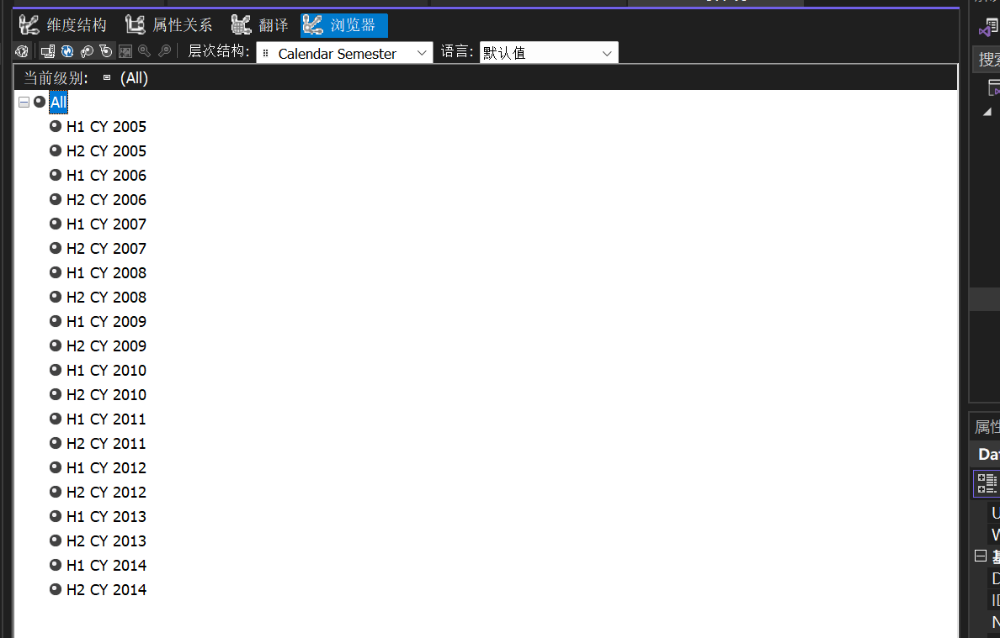 维度结构 属性关系 翻译 浏览器
层次结构: Calendar Semester 语言: 默认值
搜索
当前级别: (All)
All
H1 CY 2005
H2 CY 2005
H1 CY 2006
H2 CY 2006
H1 CY 2007
H2 CY 2007
H1 CY 2008
H2 CY 2008
H1 CY 2009
H2 CY 2009
H1 CY 2010
H2 CY 2010
H1 CY 2011
H2 CY 2011
H1 CY 2012
H2 CY 2012
H1 CY 2013
H2 CY 2013
H1 CY 2014
H2 CY 2014
属性
Da